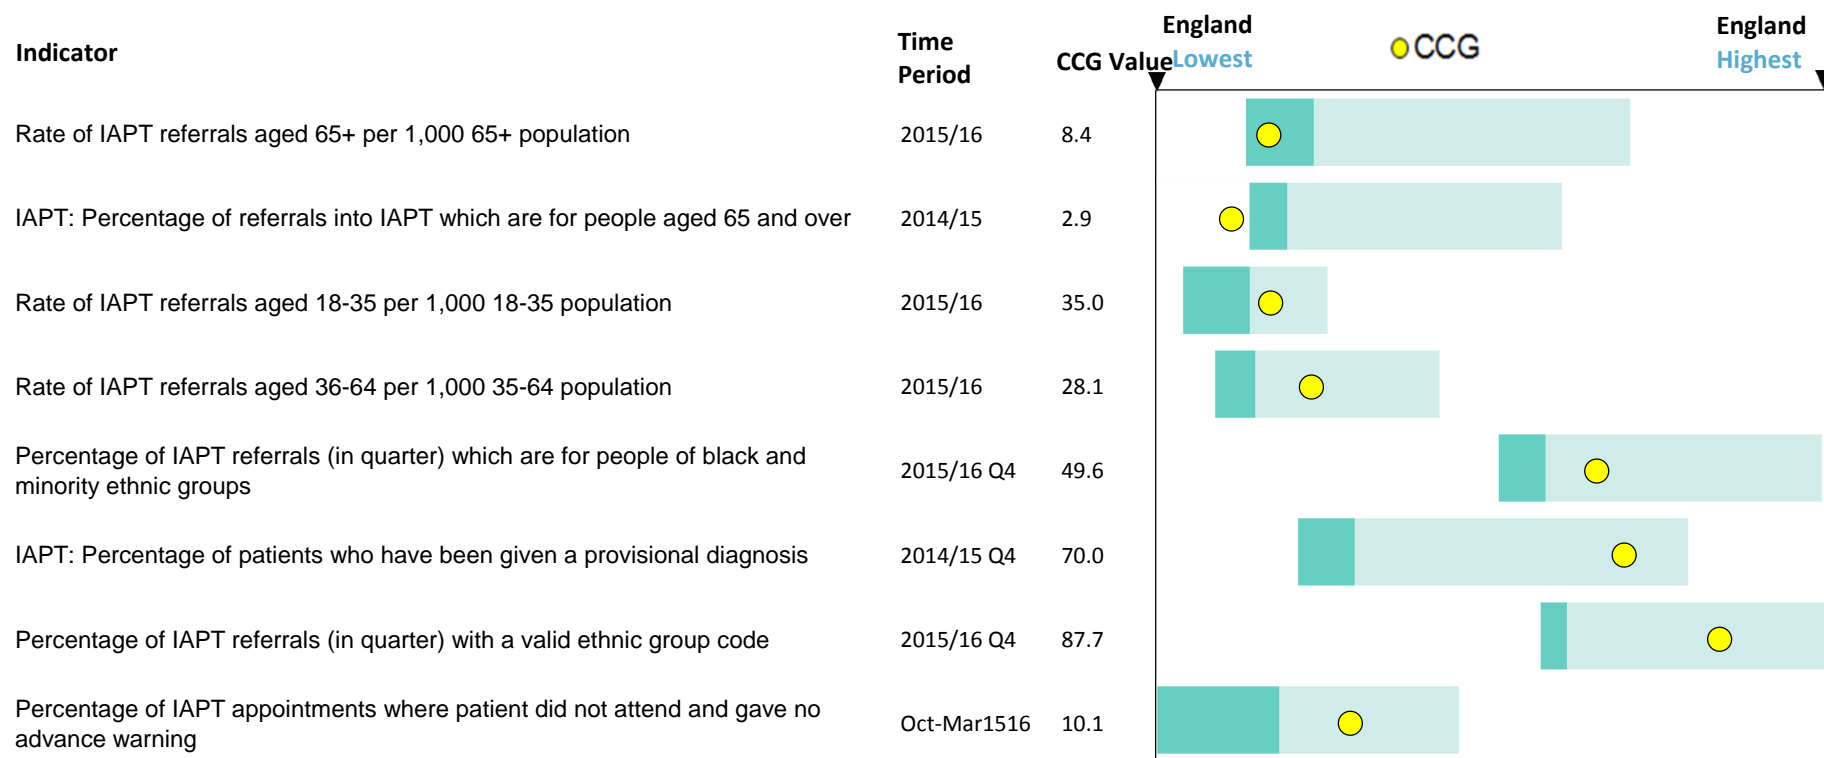 Indicator
Time
Period
CCG Value
England
Lowest
CCG
England
Highest
Rate of IAPT referrals aged 65+ per 1,000 65+ population 2015/16 8.4
IAPT: Percentage of referrals into IAPT which are for people aged 65 and over 2014/15 2.9
Rate of IAPT referrals aged 18-35 per 1,000 18-35 population 2015/16 35.0
Rate of IAPT referrals aged 36-64 per 1,000 35-64 population 2015/16 28.1
Percentage of IAPT referrals (in quarter) which are for people of black and
minority ethnic groups
2015/16 Q4 49.6
IAPT: Percentage of patients who have been given a provisional diagnosis 2014/15 Q4 70.0
Percentage of IAPT referrals (in quarter) with a valid ethnic group code 2015/16 Q4 87.7
Percentage of IAPT appointments where patient did not attend and gave no
advance warning
Oct-Mar1516 10.1